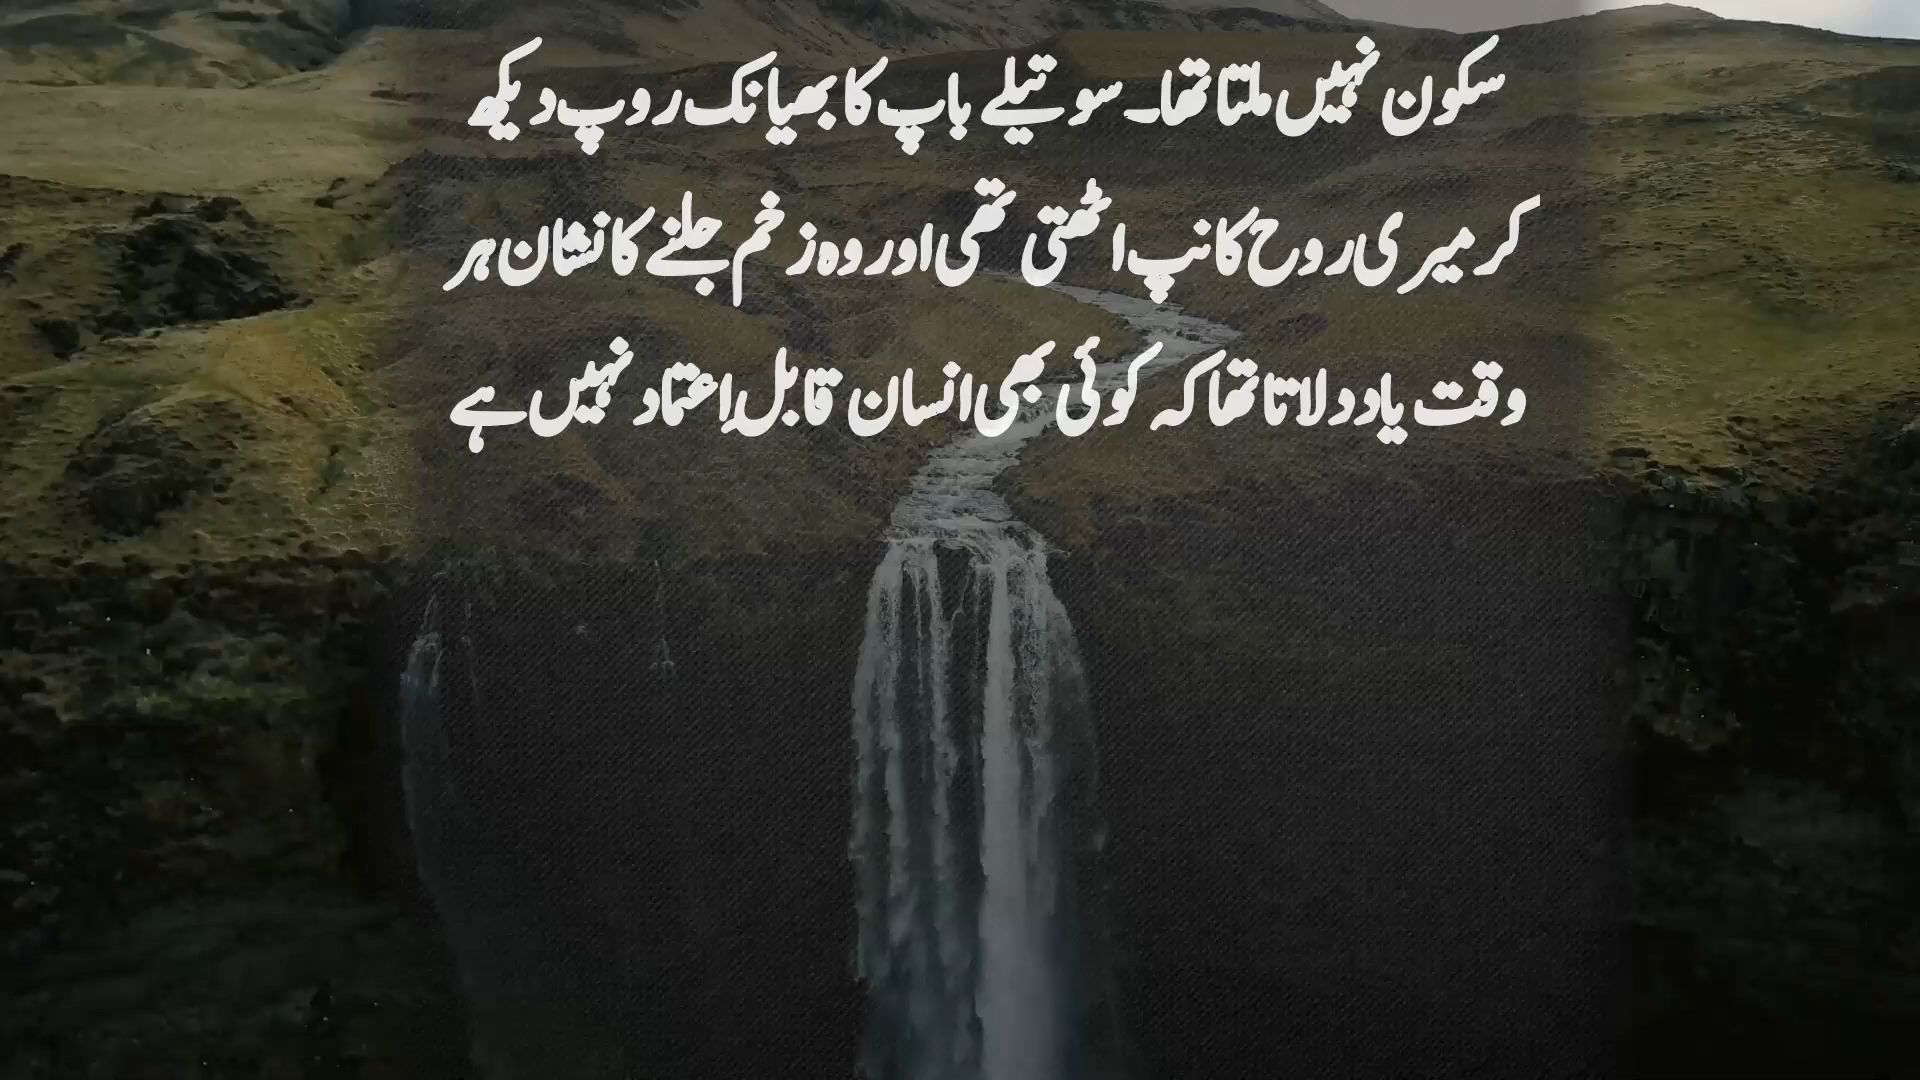 سکون نہیں ملتا تھا۔ سوتیلے باپ کا بھیانک روپ دیکھ
کر میری روح کانپ اٹھتی تھی اور وہ زخم جلنے کا نشان ہر
وقت یاد دلاتا تھا کہ کوئی بھی انسان قابلِ اعتماد نہیں ہے